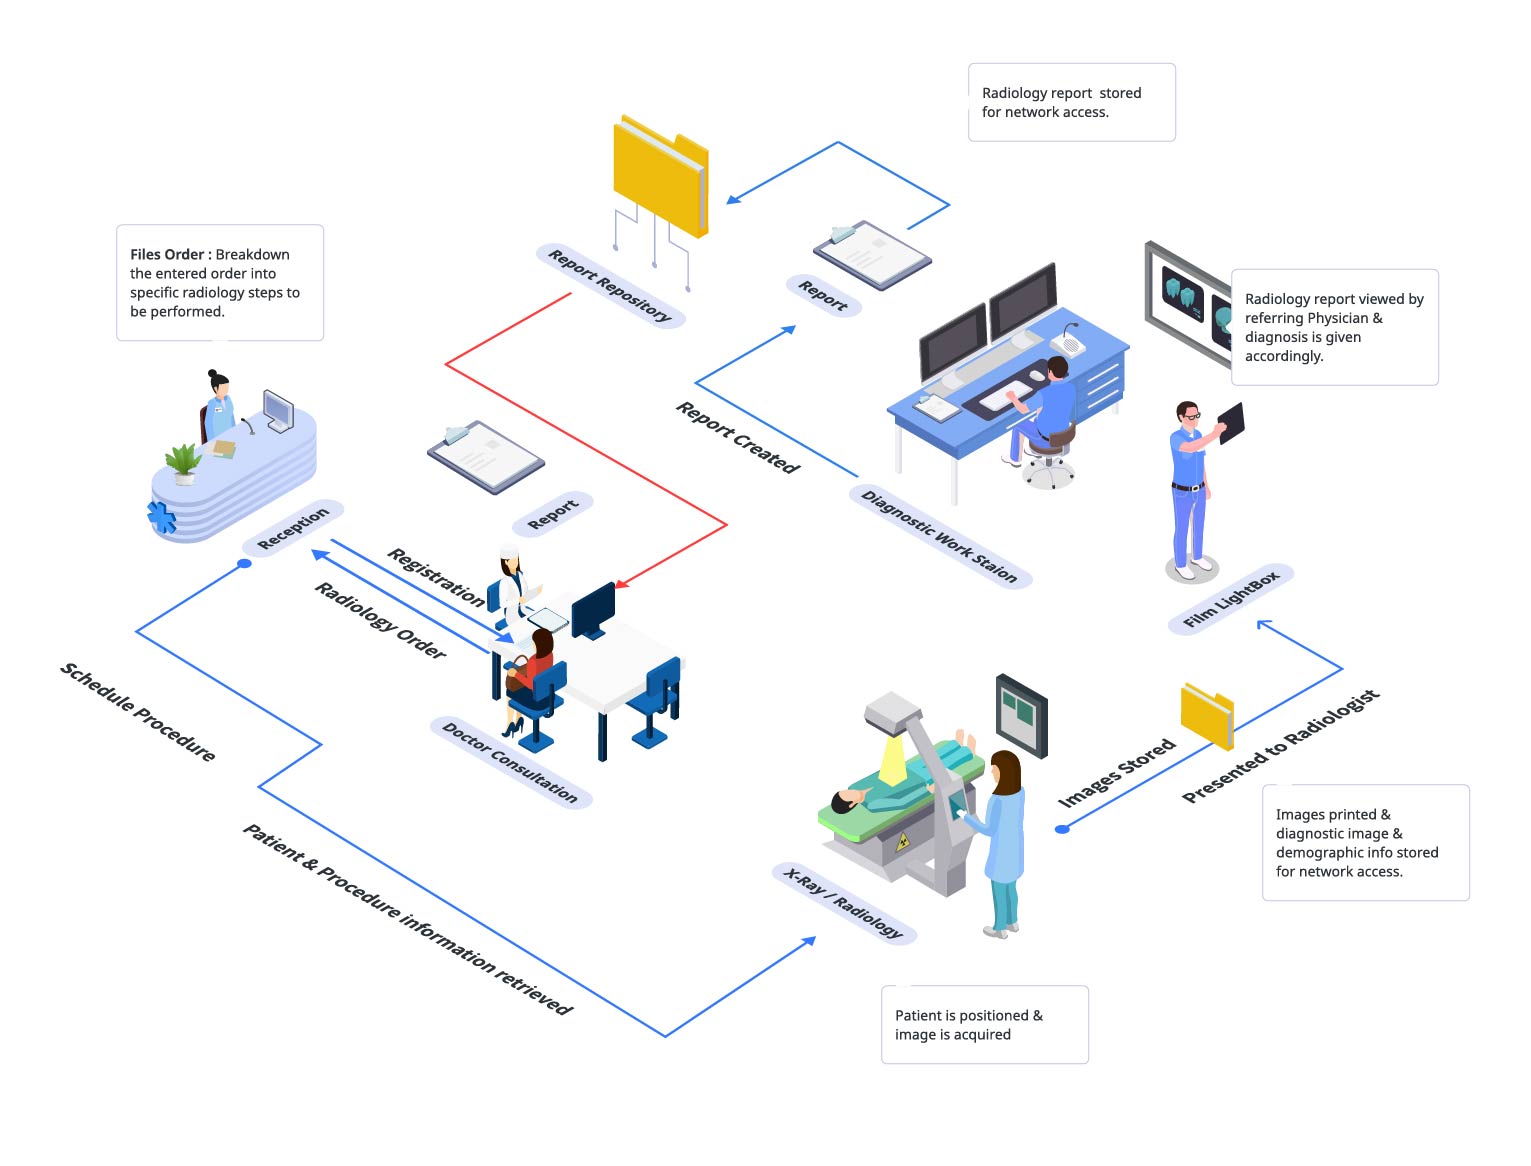 Radiology report  stored
for network access.
Files Order : Breakdown
the entered order into
specific radiology steps to
be performed.
Report Repository
Report
Radiology report viewed by
referring Physician &
diagnosis is given
accordingly.
Report Created
Diagnostic Work Staion
Reception
Report
Registration
Radiology Order
Film LightBox
Schedule Procedure
Doctor Consultation
Images Stored
Presented to Radiologist
Images printed &
diagnostic image &
demographic info stored
for network access.
Patient & Procedure information retrieved
X-Ray / Radiology
Patient is positioned &
image is acquired